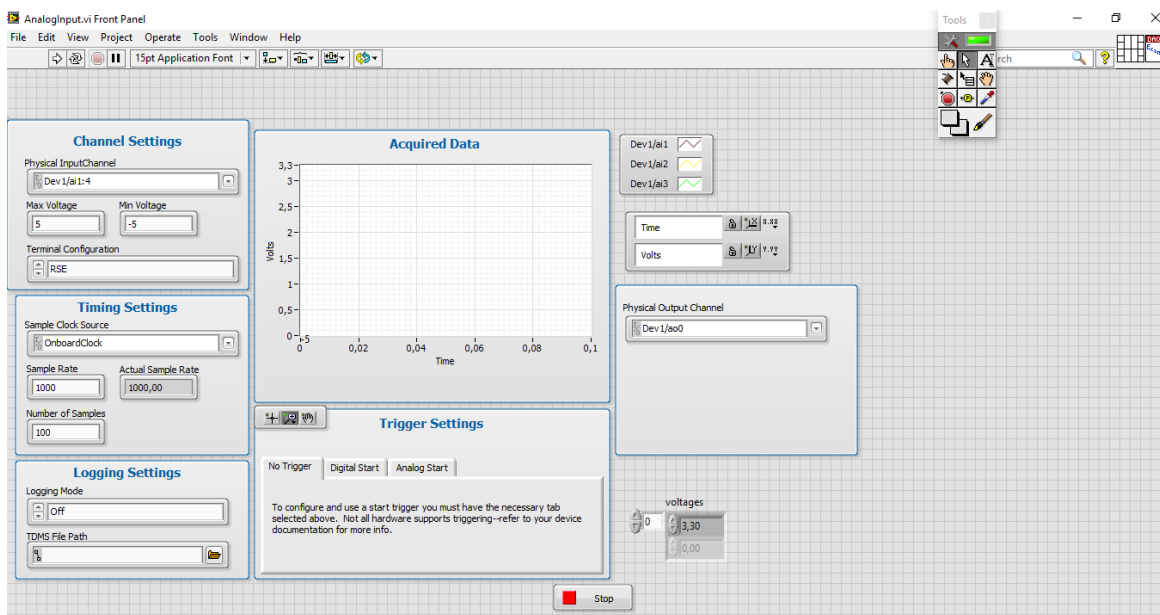 AnalogInput.vi Front Panel
Tools
File Edit View Project Operate Tools Window Help
15pt Application Font
rch
Channel Settings
Physical InputChannel
Dev1/ai1:4
Max Voltage Min Voltage
5 -5
Terminal Configuration
RSE
Timing Settings
Sample Clock Source
OnboardClock
Sample Rate Actual Sample Rate
1000 1000,00
Number of Samples
100
Logging Settings
Logging Mode
Off
TDMS File Path
Acquired Data
3,3
3
2,5
2
1,5
1
0,5
0
-5
Volts
0 0,02 0,04 0,06 0,08 0,1
Time
Trigger Settings
No Trigger Digital Start Analog Start
To configure and use a start trigger you must have the necessary tab
selected above. Not all hardware supports triggering--refer to your device
documentation for more info.
Dev1/ai1
Dev1/ai2
Dev1/ai3
Time
Volts
Physical Output Channel
Dev1/ao0
voltages
0 3,30
0,00
Stop